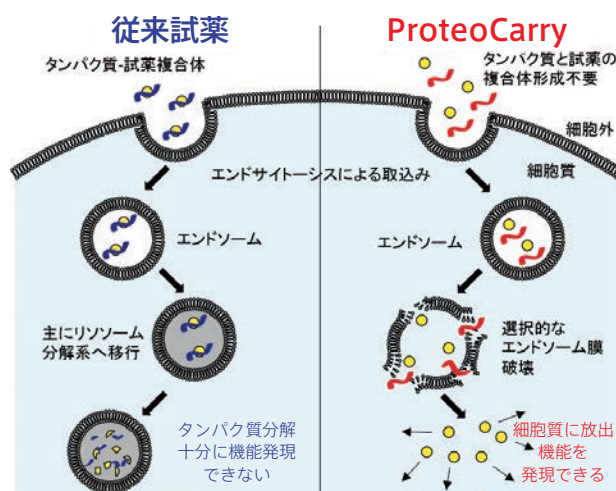 従来試薬
ProteoCarry
タンパク質-試薬複合体
タンパク質と試薬の
複合体形成不要
細胞外
細胞質
エンドサイトーシスによる取込み
エンドソーム
エンドソーム
主にリソソーム
分解系へ移行
選択的な
エンドソーム膜
破壊
タンパク質分解
十分に機能発現
できない
細胞質に放出
機能を
発現できる